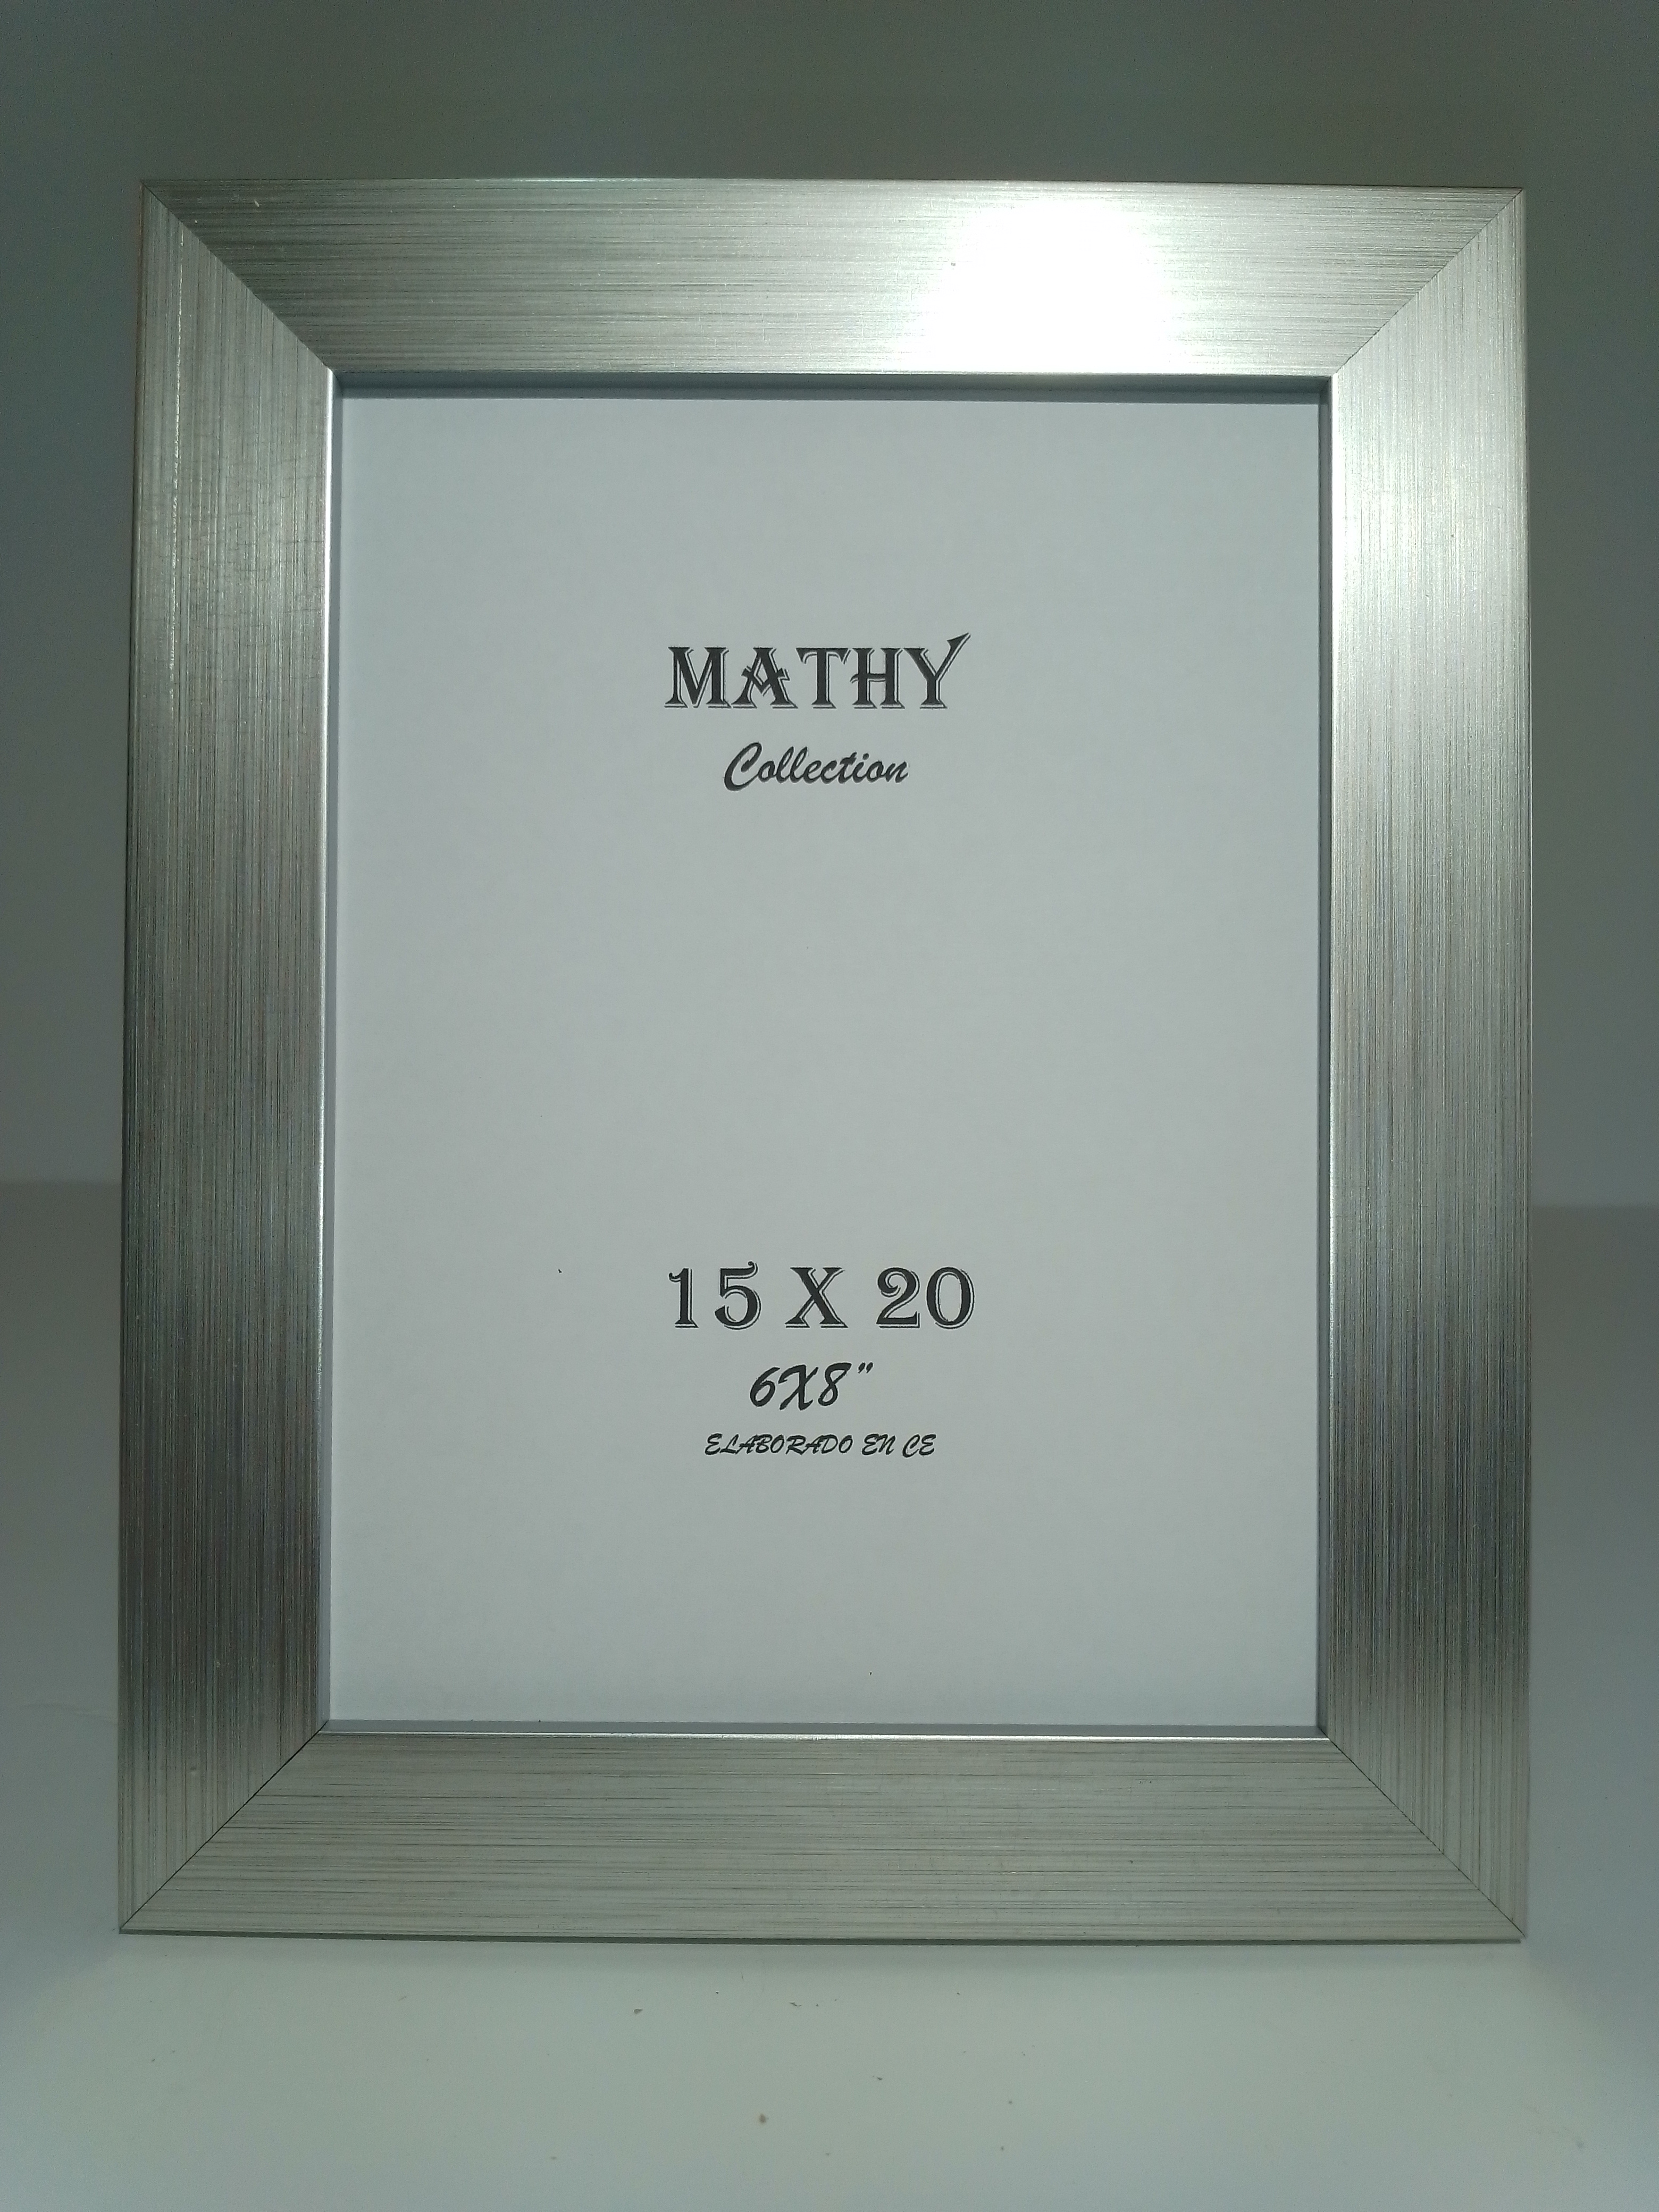 MATHY
Collection
15 X 20
6X8"
ELABORADO EN CE